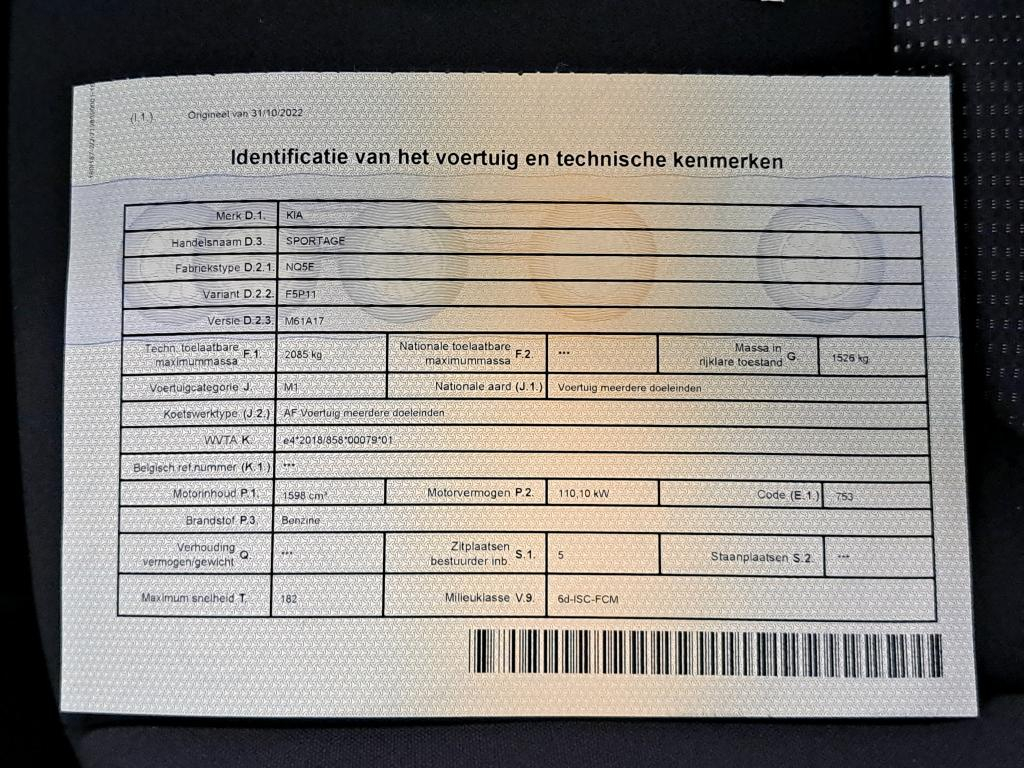 (I.1.) Origineel van 31/10/2022
Identificatie van het voertuig en technische kenmerken
Merk D.1. KIA
Handelsnaam D.3. SPORTAGE
Fabriekstype D.2.1. NQ5E
Variant D.2.2. F5P11
Versie D.2.3. M61A17
Techn. toelaatbare maximummassa F.1. 2085 kg Nationale toelaatbare maximummassa F.2. *** Massa in rijklare toestand G. 1526 kg
Voertuigcategorie J. M1 Nationale aard (J.1.) Voertuig meerdere doeleinden
Koetswerktype (J.2.) AF Voertuig meerdere doeleinden
WVTA K. e4*2018/858*00079*01
Belgisch ref.nummer (K.1.) ***
Motorinhoud P.1. 1598 cm³ Motorvermogen P.2. 110,10 kW Code (E.1.) 753
Brandstof P.3. Benzine
Verhouding vermogen/gewicht Q. *** Zitplaatsen bestuurder inb. S.1. 5 Staanplaatsen S.2. ***
Maximum snelheid T. 182 Milieuklasse V.9. 6d-ISC-FCM